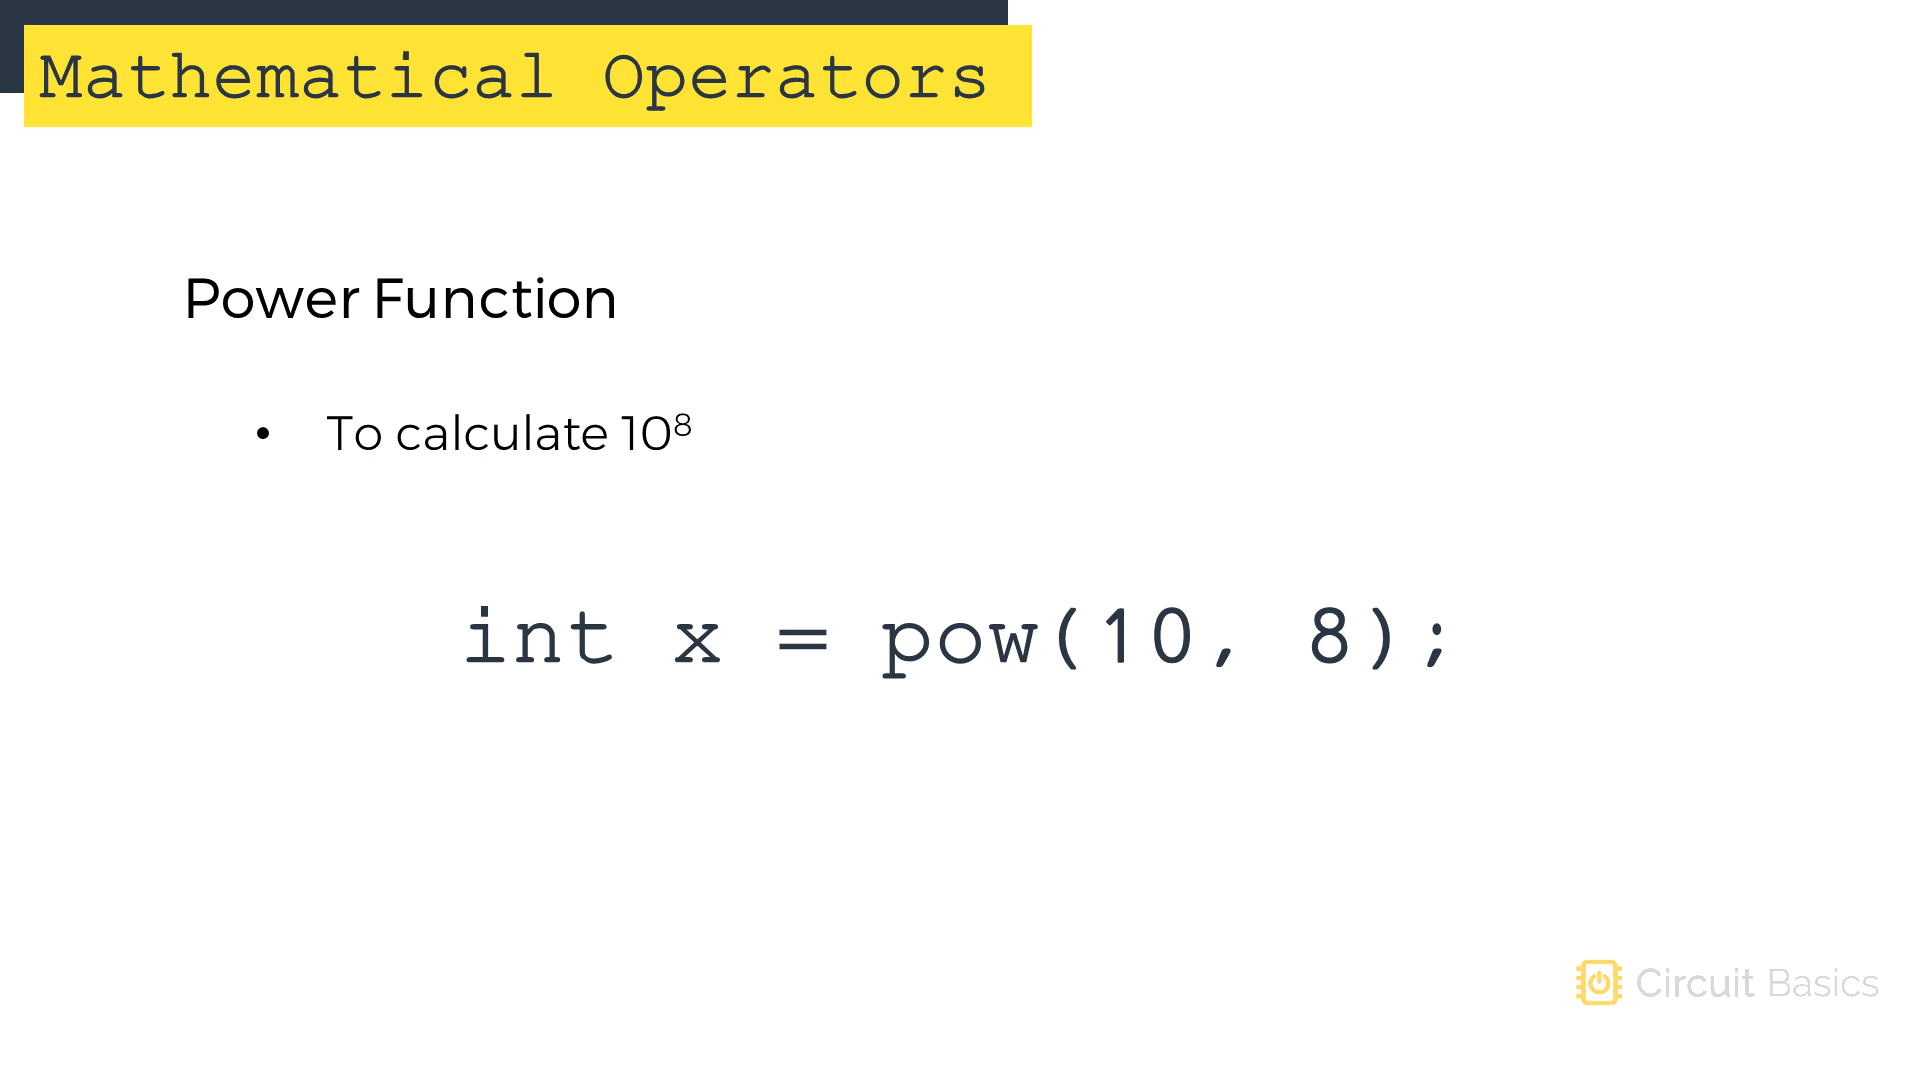 Mathematical Operators
Power Function
• To calculate 10⁸
int x = pow(10, 8);
Circuit Basics